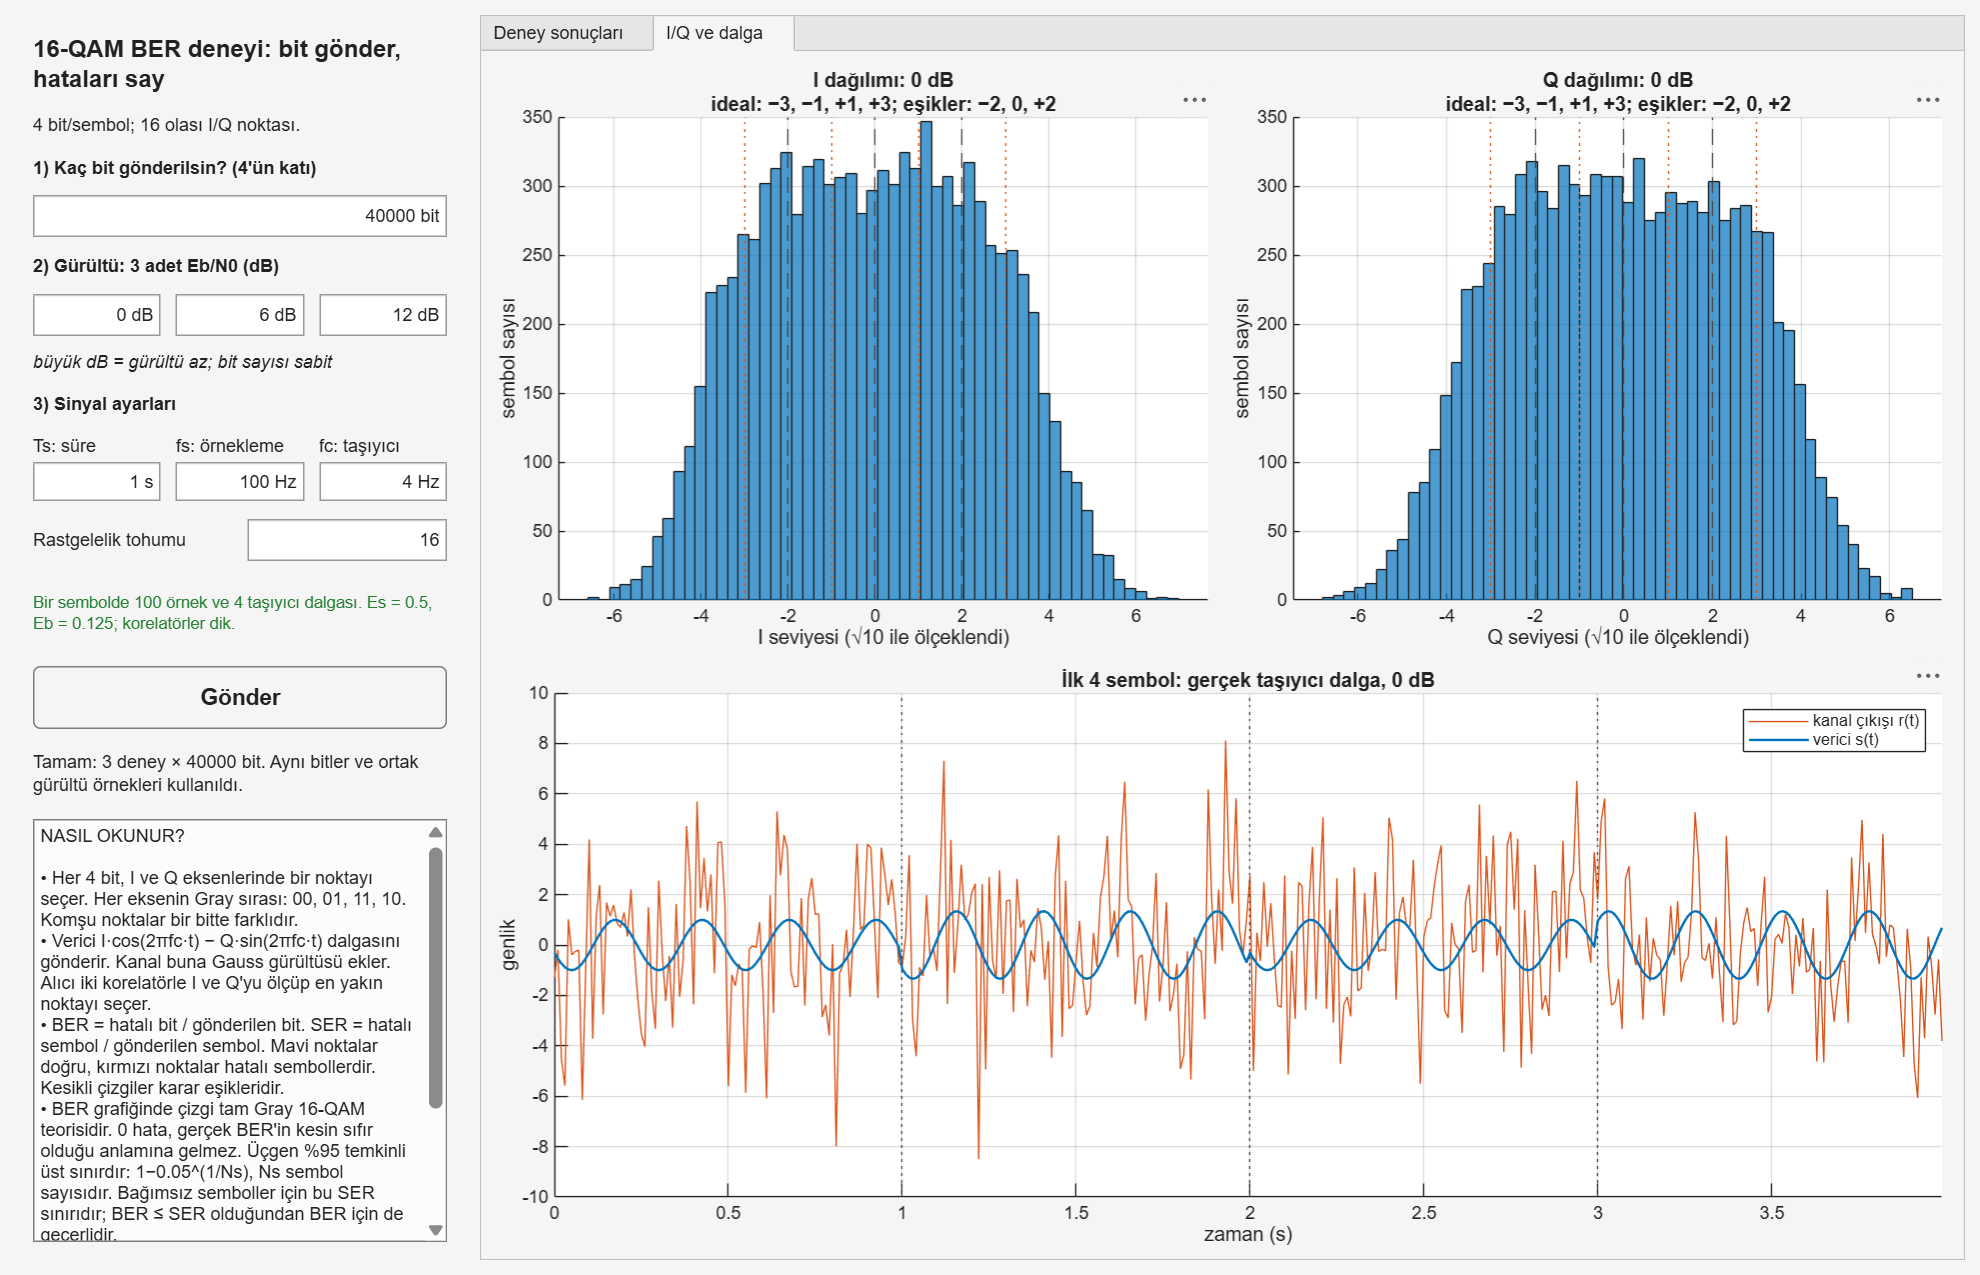 16-QAM BER deneyi: bit gönder,
hataları say
4 bit/sembol; 16 olası I/Q noktası.
1) Kaç bit gönderilsin? (4'ün katı)
40000 bit
2) Gürültü: 3 adet Eb/N0 (dB)
0 dB
6 dB
12 dB
büyük dB = gürültü az; bit sayısı sabit
3) Sinyal ayarları
Ts: süre
fs: örnekleme
fc: taşıyıcı
1 s
100 Hz
4 Hz
Rastgelelik tohumu
16
Bir sembolde 100 örnek ve 4 taşıyıcı dalgası. Es = 0.5,
Eb = 0.125; korelatörler dik.
Gönder
Tamam: 3 deney × 40000 bit. Aynı bitler ve ortak
gürültü örnekleri kullanıldı.
NASIL OKUNUR?
• Her 4 bit, I ve Q eksenlerinde bir noktayı
seçer. Her eksenin Gray sırası: 00, 01, 11, 10.
Komşu noktalar bir bitte farklıdır.
• Verici I·cos(2πfc·t) − Q·sin(2πfc·t) dalgasını
gönderir. Kanal buna Gauss gürültüsü ekler.
Alıcı iki korelatörle I ve Q'yu ölçüp en yakın
noktayı seçer.
• BER = hatalı bit / gönderilen bit. SER = hatalı
sembol / gönderilen sembol. Mavi noktalar
doğru, kırmızı noktalar hatalı sembollerdir.
Kesikli çizgiler karar eşikleridir.
• BER grafiğinde çizgi tam Gray 16-QAM
teorisidir. 0 hata, gerçek BER'in kesin sıfır
olduğu anlamına gelmez. Üçgen %95 temkinli
üst sınırdır: 1−0.05^(1/Ns), Ns sembol
sayısıdır. Bağımsız semboller için bu SER
sınırıdır; BER ≤ SER olduğundan BER için de
geçerlidir.
Deney sonuçları
I/Q ve dalga
I dağılımı: 0 dB
ideal: −3, −1, +1, +3; eşikler: −2, 0, +2
350
300
250
200
150
100
50
0
sembol sayısı
-6 -4 -2 0 2 4 6
I seviyesi (√10 ile ölçeklendi)
Q dağılımı: 0 dB
ideal: −3, −1, +1, +3; eşikler: −2, 0, +2
350
300
250
200
150
100
50
0
sembol sayısı
-6 -4 -2 0 2 4 6
Q seviyesi (√10 ile ölçeklendi)
İlk 4 sembol: gerçek taşıyıcı dalga, 0 dB
kanal çıkışı r(t)
verici s(t)
10
8
6
4
2
0
-2
-4
-6
-8
-10
genlik
0 0.5 1 1.5 2 2.5 3 3.5
zaman (s)